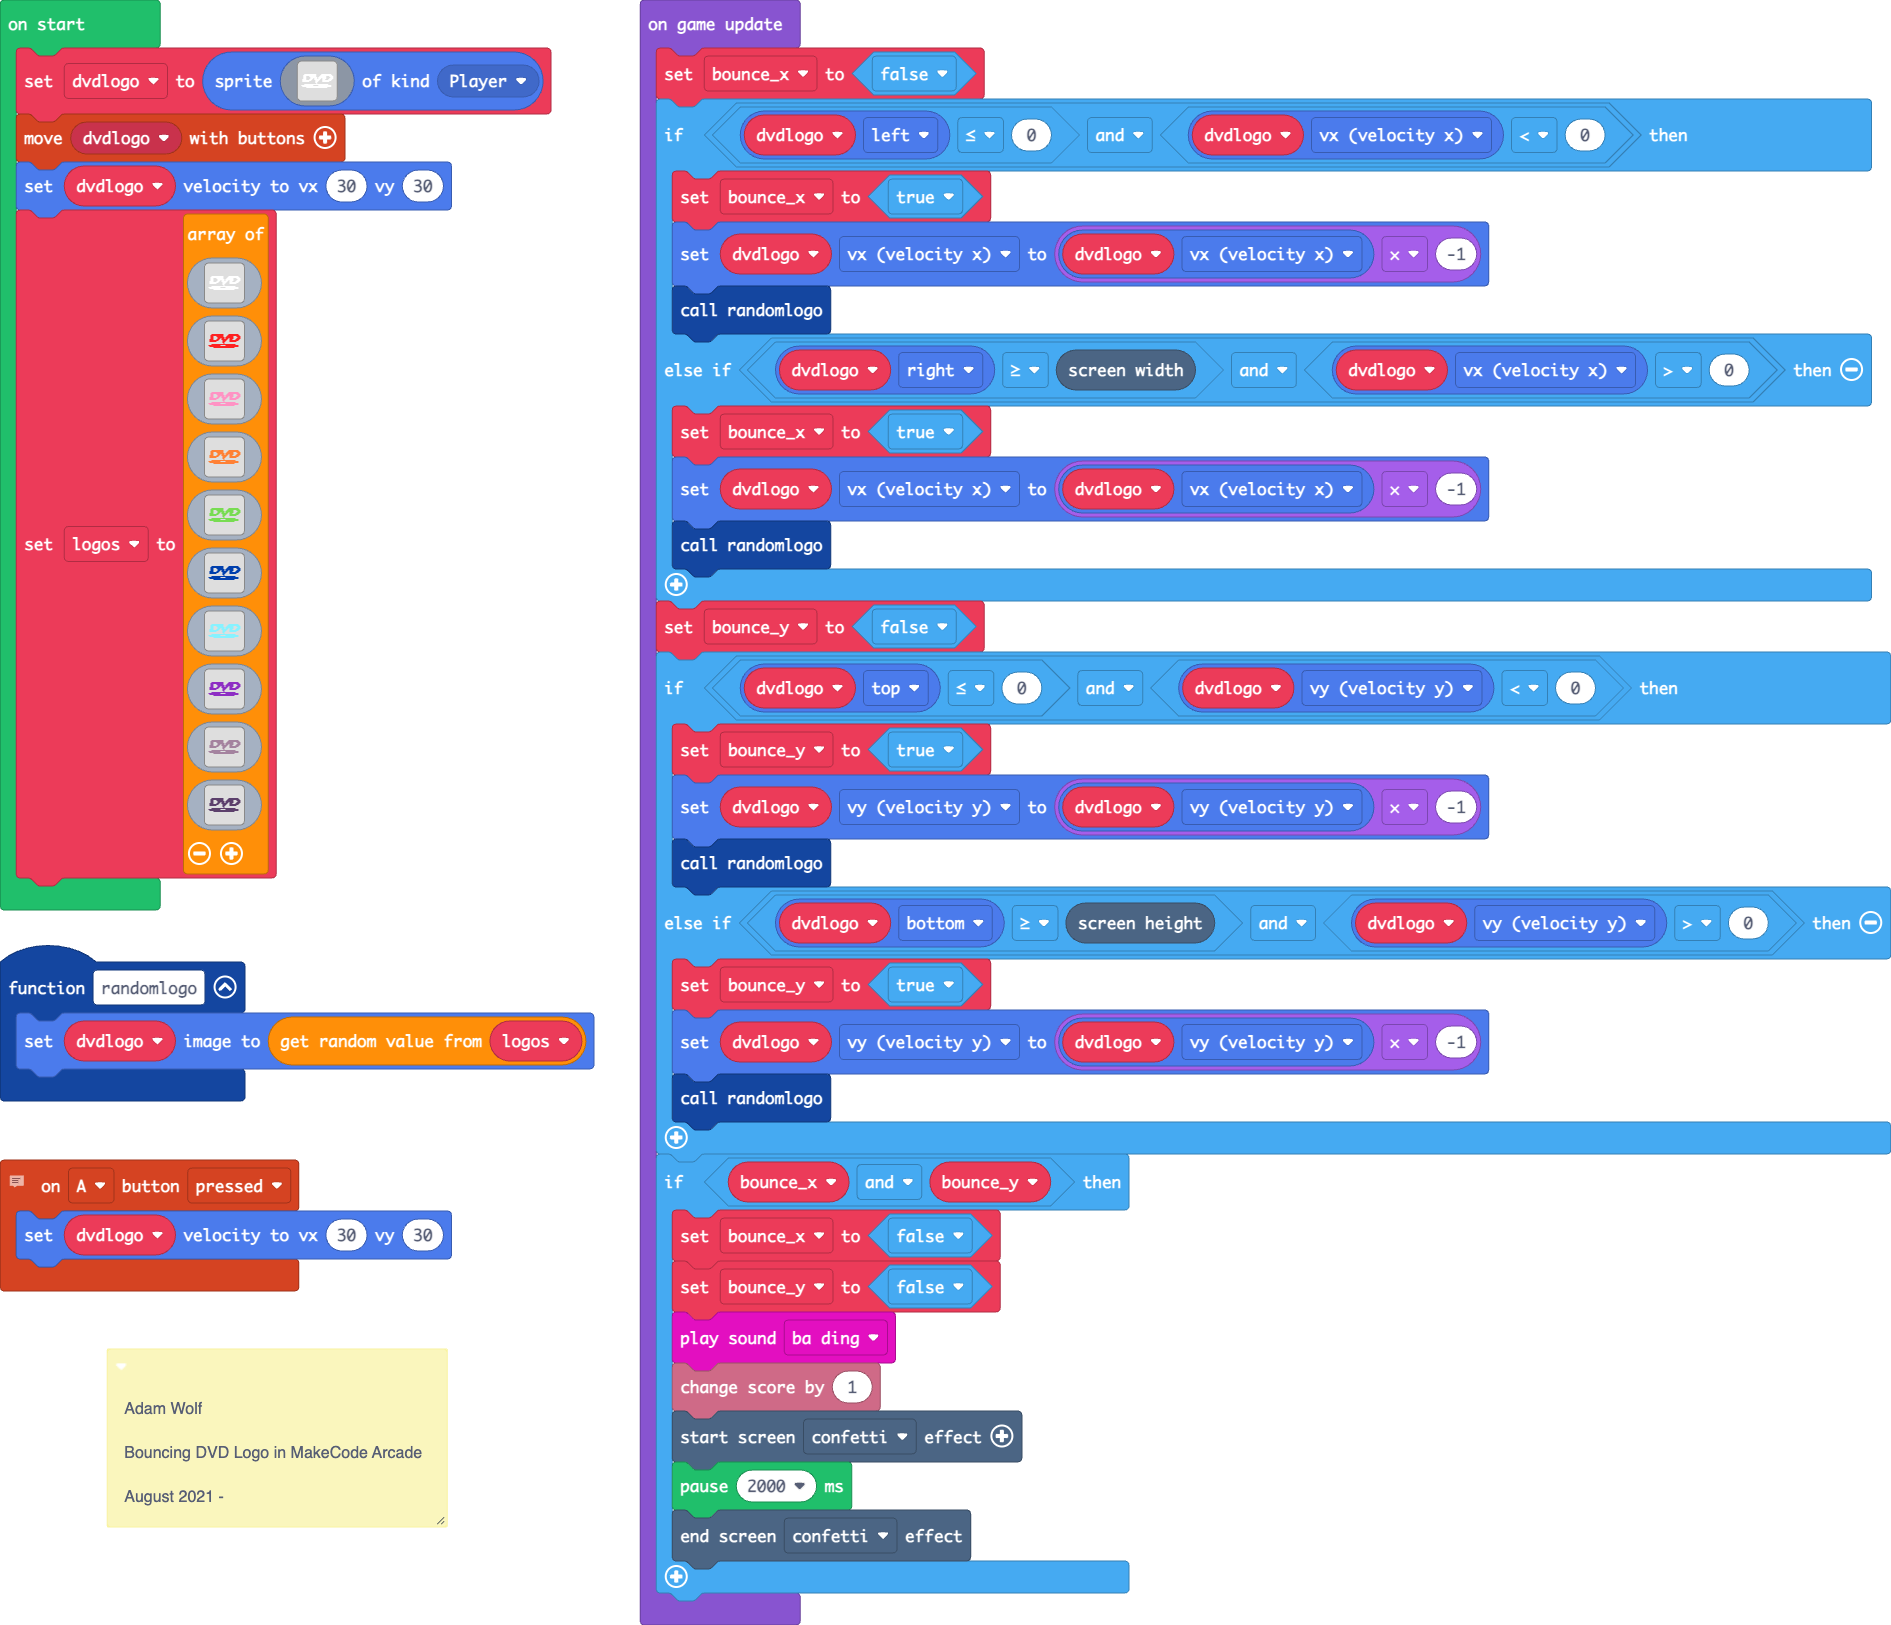 on start
set dvdlogo to sprite DVD of kind Player
move dvdlogo with buttons
set dvdlogo velocity to vx 30 vy 30
array of
DVD
DVD
DVD
DVD
DVD
set logos to
DVD
DVD
DVD
DVD
DVD
function randomlogo
set dvdlogo image to get random value from logos
on A button pressed
set dvdlogo velocity to vx 30 vy 30
Adam Wolf
Bouncing DVD Logo in MakeCode Arcade
August 2021 -
on game update
set bounce_x to false
if dvdlogo left ≤ 0 and dvdlogo vx (velocity x) < 0 then
set bounce_x to true
set dvdlogo vx (velocity x) to dvdlogo vx (velocity x) × -1
call randomlogo
else if dvdlogo right ≥ screen width and dvdlogo vx (velocity x) > 0 then
set bounce_x to true
set dvdlogo vx (velocity x) to dvdlogo vx (velocity x) × -1
call randomlogo
set bounce_y to false
if dvdlogo top ≤ 0 and dvdlogo vy (velocity y) < 0 then
set bounce_y to true
set dvdlogo vy (velocity y) to dvdlogo vy (velocity y) × -1
call randomlogo
else if dvdlogo bottom ≥ screen height and dvdlogo vy (velocity y) > 0 then
set bounce_y to true
set dvdlogo vy (velocity y) to dvdlogo vy (velocity y) × -1
call randomlogo
if bounce_x and bounce_y then
set bounce_x to false
set bounce_y to false
play sound ba ding
change score by 1
start screen confetti effect
pause 2000 ms
end screen confetti effect